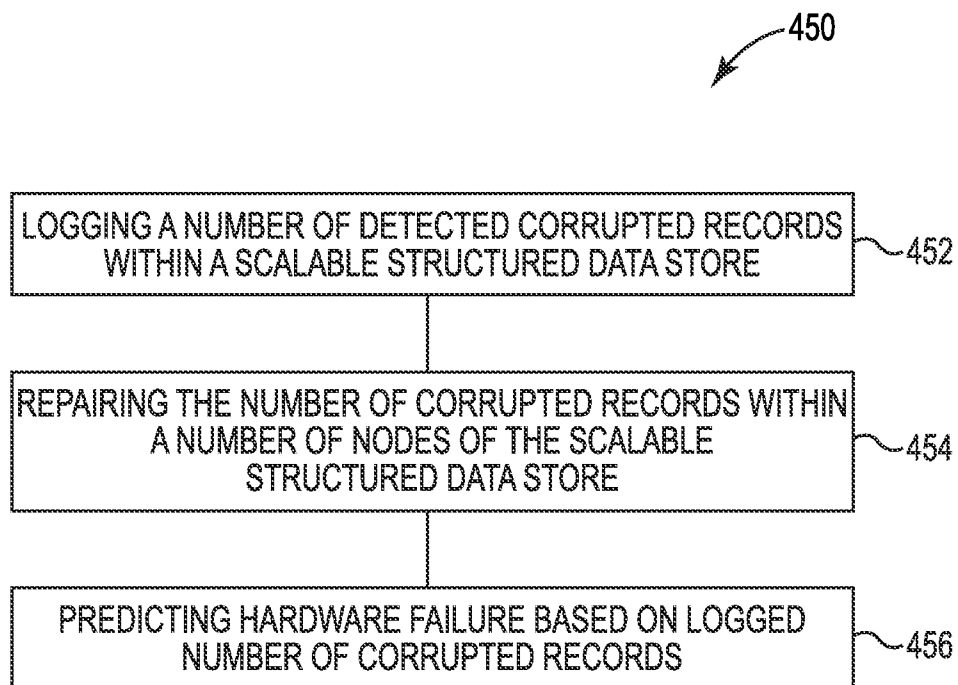 450
LOGGING A NUMBER OF DETECTED CORRUPTED RECORDS
WITHIN A SCALABLE STRUCTURED DATA STORE
452
REPAIRING THE NUMBER OF CORRUPTED RECORDS WITHIN
A NUMBER OF NODES OF THE SCALABLE
STRUCTURED DATA STORE
454
PREDICTING HARDWARE FAILURE BASED ON LOGGED
NUMBER OF CORRUPTED RECORDS
456